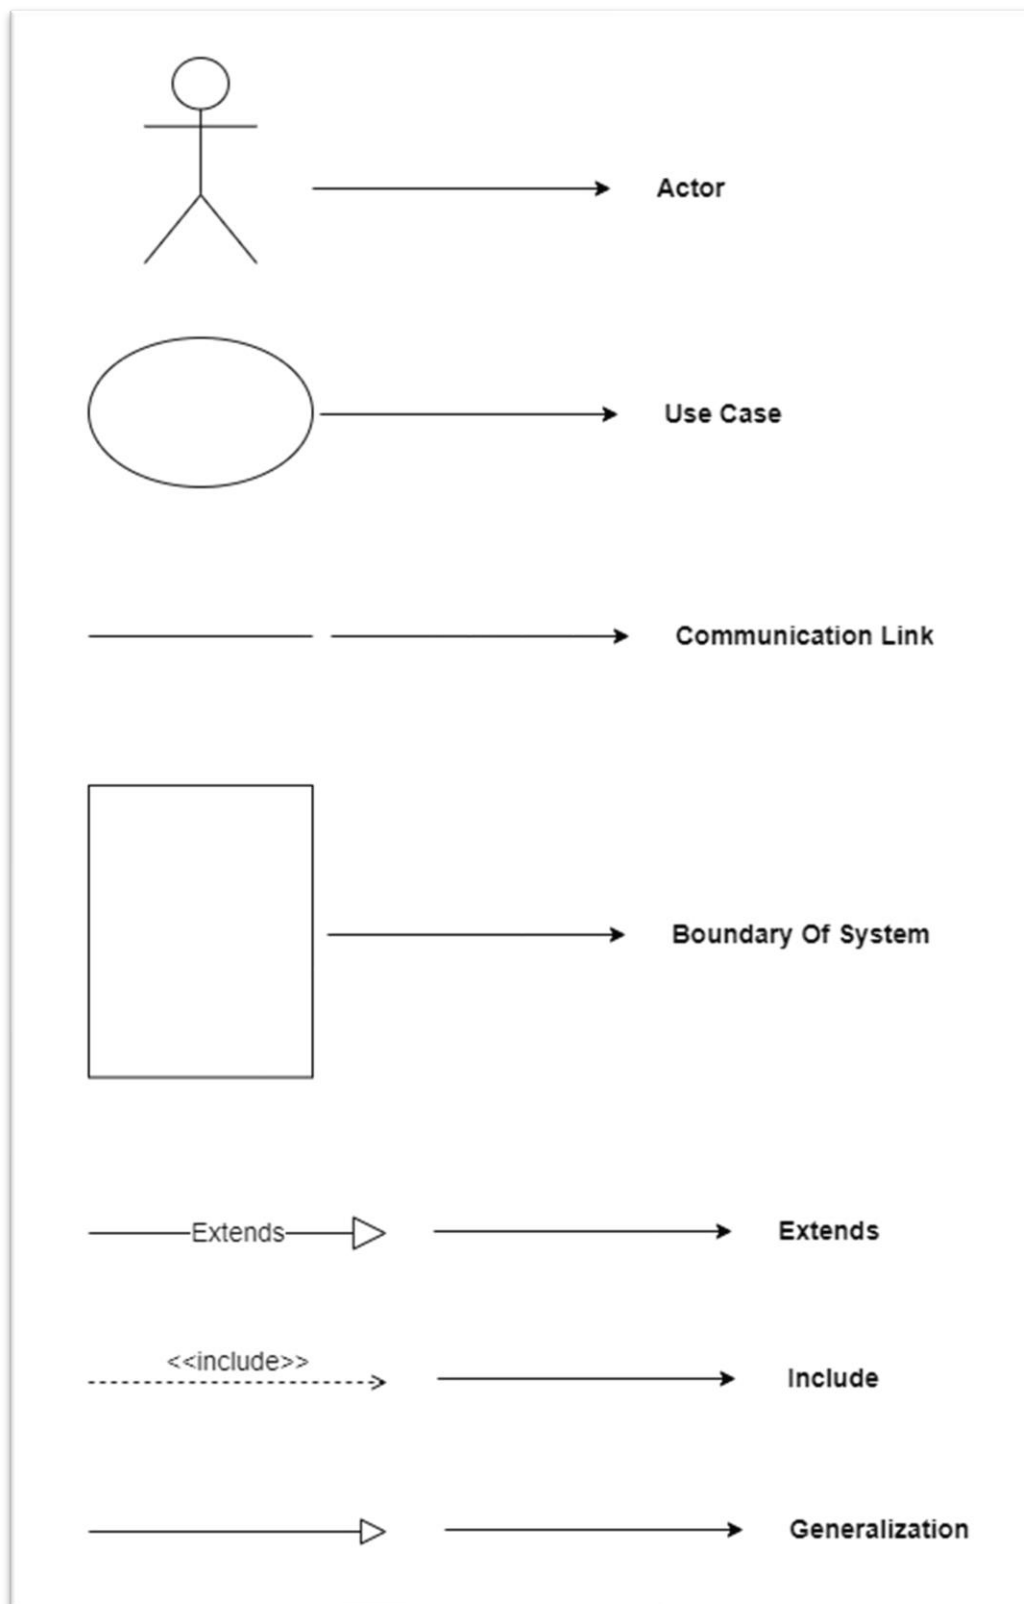 Actor
Use Case
Communication Link
Boundary Of System
Extends Extends
<<include>>
Include
Generalization